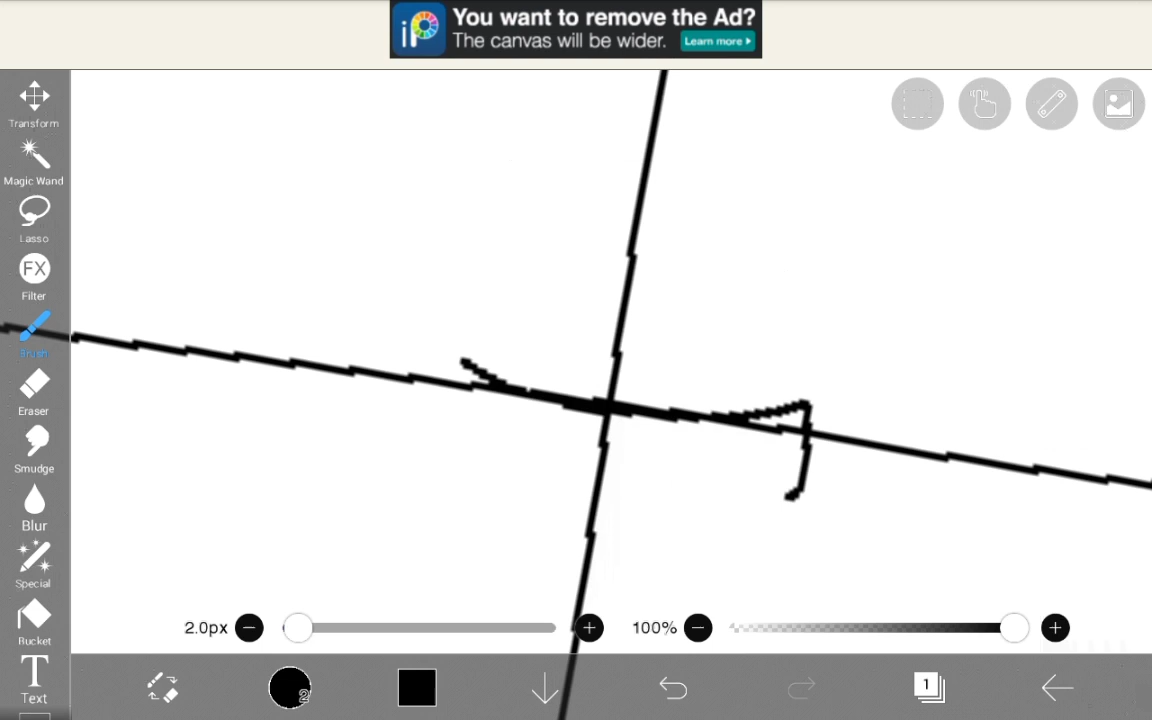 iP You want to remove the Ad?
The canvas will be wider. Learn more
Transform
Magic Wand
Lasso
FX
Filter
Brush
Eraser
Smudge
Blur
Special
Bucket
T
Text
2.0px
100%
2
1